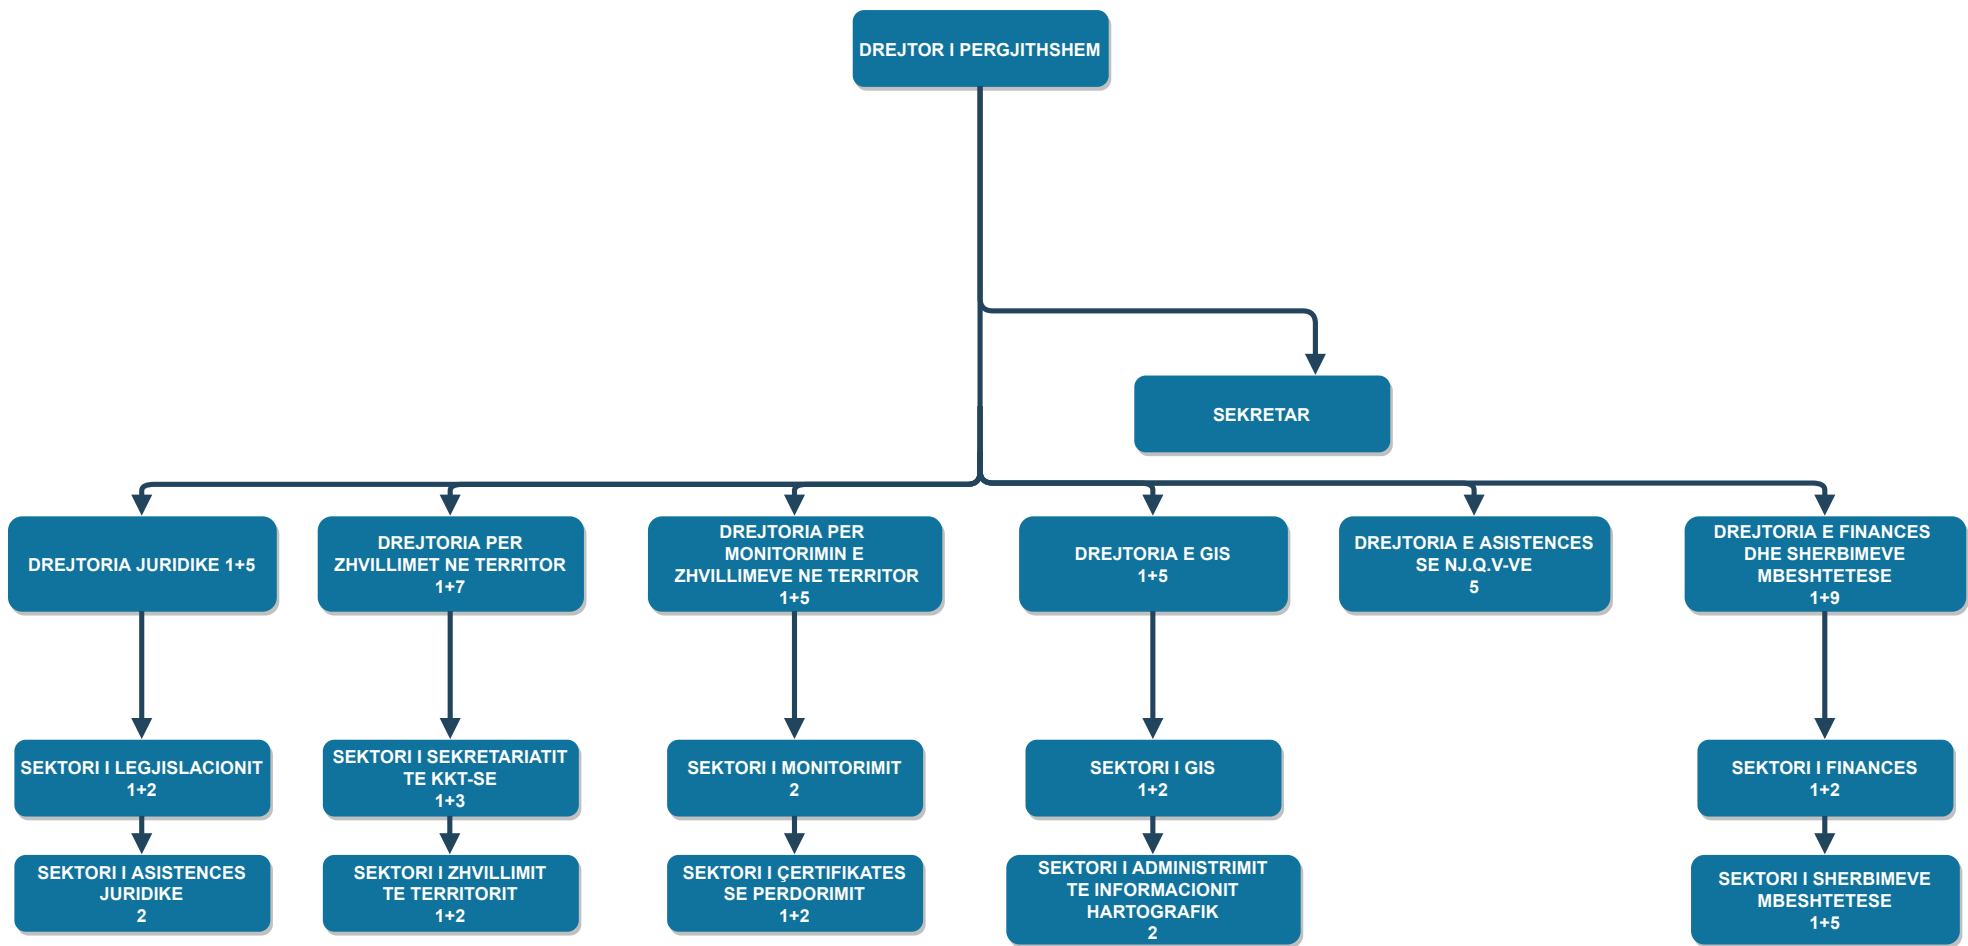 DREJTOR I PERGJITHSHEM
SEKRETAR
DREJTORIA JURIDIKE 1+5
DREJTORIA PER
ZHVILLIMET NE TERRITOR
1+7
DREJTORIA PER
MONITORIMIN E
ZHVILLIMEVE NE TERRITOR
1+5
DREJTORIA E GIS
1+5
DREJTORIA E ASISTENCES
SE NJ.Q.V-VE
5
DREJTORIA E FINANCES
DHE SHERBIMEVE
MBESHTETESE
1+9
SEKTORI I LEGJISLACIONIT
1+2
SEKTORI I SEKRETARIATIT
TE KKT-SE
1+3
SEKTORI I MONITORIMIT
2
SEKTORI I GIS
1+2
SEKTORI I FINANCES
1+2
SEKTORI I ASISTENCES
JURIDIKE
2
SEKTORI I ZHVILLIMIT
TE TERRITORIT
1+2
SEKTORI I ÇERTIFIKATES
SE PERDORIMIT
1+2
SEKTORI I ADMINISTRIMIT
TE INFORMACIONIT
HARTOGRAFIK
2
SEKTORI I SHERBIMEVE
MBESHTETESE
1+5